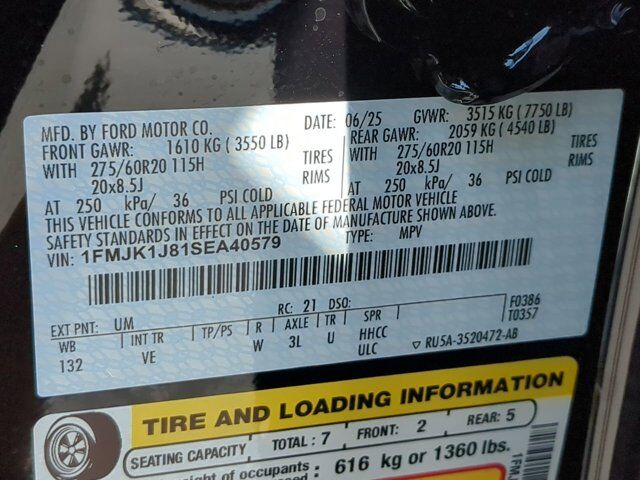 MFD. BY FORD MOTOR CO. DATE: 06/25 GVWR: 3515 KG ( 7750 LB)
FRONT GAWR: 1610 KG ( 3550 LB) REAR GAWR: 2059 KG ( 4540 LB)
WITH 275/60R20 115H TIRES WITH 275/60R20 115H TIRES
20x8.5J RIMS 20x8.5J RIMS
AT 250 kPa/ 36 PSI COLD AT 250 kPa/ 36 PSI COLD
THIS VEHICLE CONFORMS TO ALL APPLICABLE FEDERAL MOTOR VEHICLE
SAFETY STANDARDS IN EFFECT ON THE DATE OF MANUFACTURE SHOWN ABOVE.
VIN: 1FMJK1J81SEA40579 TYPE: MPV
F0386
T0357
EXT PNT: UM RC: 21 DSO:
WB INT TR TP/PS R AXLE TR SPR
132 VE W 3L U HHCC
ULC ▽ RU5A-3520472-AB
TIRE AND LOADING INFORMATION
SEATING CAPACITY TOTAL : 7 FRONT: 2 REAR: 5
of occupants : 616 kg or 1360 lbs.